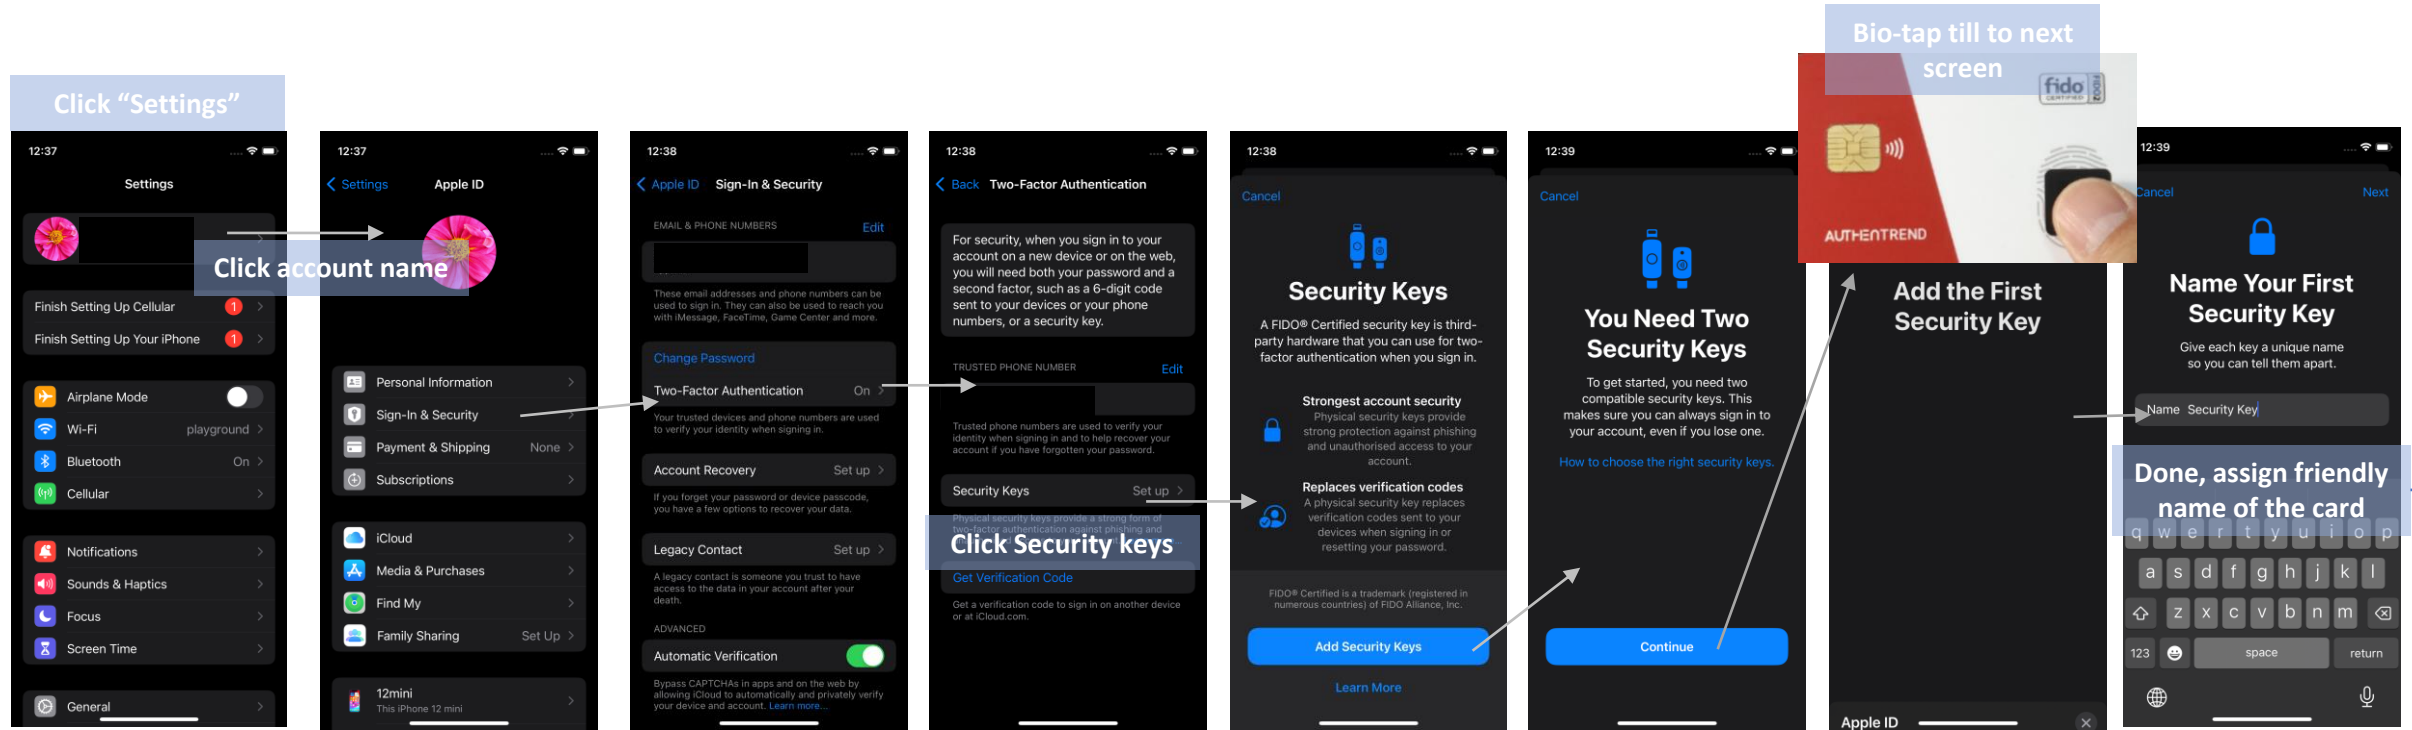 Click “Settings”
12:37
Settings
Finish Setting Up Cellular 1
Finish Setting Up Your iPhone 1
Airplane Mode
Wi-Fi playground
Bluetooth On
Cellular
Notifications
Sounds & Haptics
Focus
Screen Time
General
Click account name
12:37
Settings Apple ID
Personal Information
Sign-In & Security
Payment & Shipping None
Subscriptions
iCloud
Media & Purchases
Find My
Family Sharing Set Up
12mini
This iPhone 12 mini
12:38
Apple ID Sign-In & Security
EMAIL & PHONE NUMBERS Edit
These email addresses and phone numbers can be
used to sign in. They can also be used to reach you
with iMessage, FaceTime, Game Center and more.
Change Password
Two-Factor Authentication On
Your trusted devices and phone numbers are used
to verify your identity when signing in.
Account Recovery Set up
If you forget your password or device passcode,
you have a few options to recover your data.
Legacy Contact Set up
A legacy contact is someone you trust to have
access to the data in your account after your
death.
ADVANCED
Automatic Verification
Bypass CAPTCHAs in apps and on the web by
allowing iCloud to automatically and privately verify
your device and account. Learn more...
12:38
Back Two-Factor Authentication
For security, when you sign in to your
account on a new device or on the web,
you will need both your password and a
second factor, such as a 6-digit code
sent to your devices or your phone
numbers, or a security key.
TRUSTED PHONE NUMBER Edit
Trusted phone numbers are used to verify your
identity when signing in and to help recover your
account if you have forgotten your password.
Security Keys Set up
Physical security keys provide a strong form of
two-factor authentication against phishing and
Click Security keys
Get Verification Code
Get a verification code to sign in on another device
or at iCloud.com.
12:38
Cancel
Security Keys
A FIDO® Certified security key is third-
party hardware that you can use for two-
factor authentication when you sign in.
Strongest account security
Physical security keys provide
strong protection against phishing
and unauthorised access to your
account.
Replaces verification codes
A physical security key replaces
verification codes sent to your
devices when signing in or
resetting your password.
FIDO® Certified is a trademark (registered in
numerous countries) of FIDO Alliance, Inc.
Add Security Keys
Learn More
12:39
Cancel
You Need Two
Security Keys
To get started, you need two
compatible security keys. This
makes sure you can always sign in to
your account, even if you lose one.
How to choose the right security keys.
Continue
Bio-tap till to next
screen
fido
CERTIFIED
FIDO2
AUTHENTREND
Add the First
Security Key
Apple ID
12:39
Cancel Next
Name Your First
Security Key
Give each key a unique name
so you can tell them apart.
Name Security Key
Done, assign friendly
name of the card
q w e r t y u i o p
a s d f g h j k l
z x c v b n m
123 space return